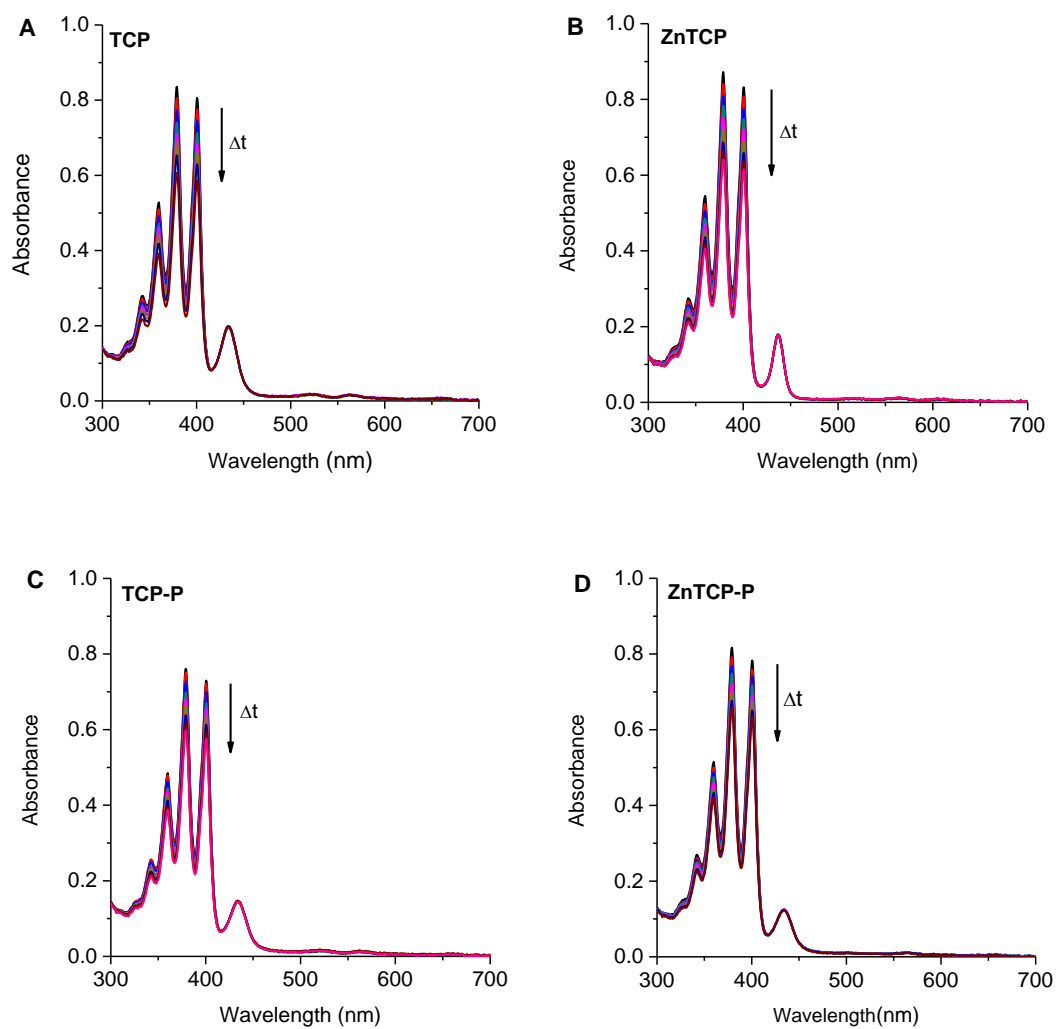 A
TCP
1.0
0.8
0.6
0.4
0.2
0.0
Absorbance
Δt
300 400 500 600 700
Wavelength (nm)
B
ZnTCP
1.0
0.8
0.6
0.4
0.2
0.0
Absorbance
Δt
300 400 500 600 700
Wavelength (nm)
C
TCP-P
1.0
0.8
0.6
0.4
0.2
0.0
Absorbance
Δt
300 400 500 600 700
Wavelength (nm)
D
ZnTCP-P
1.0
0.8
0.6
0.4
0.2
0.0
Absorbance
Δt
300 400 500 600 700
Wavelength(nm)